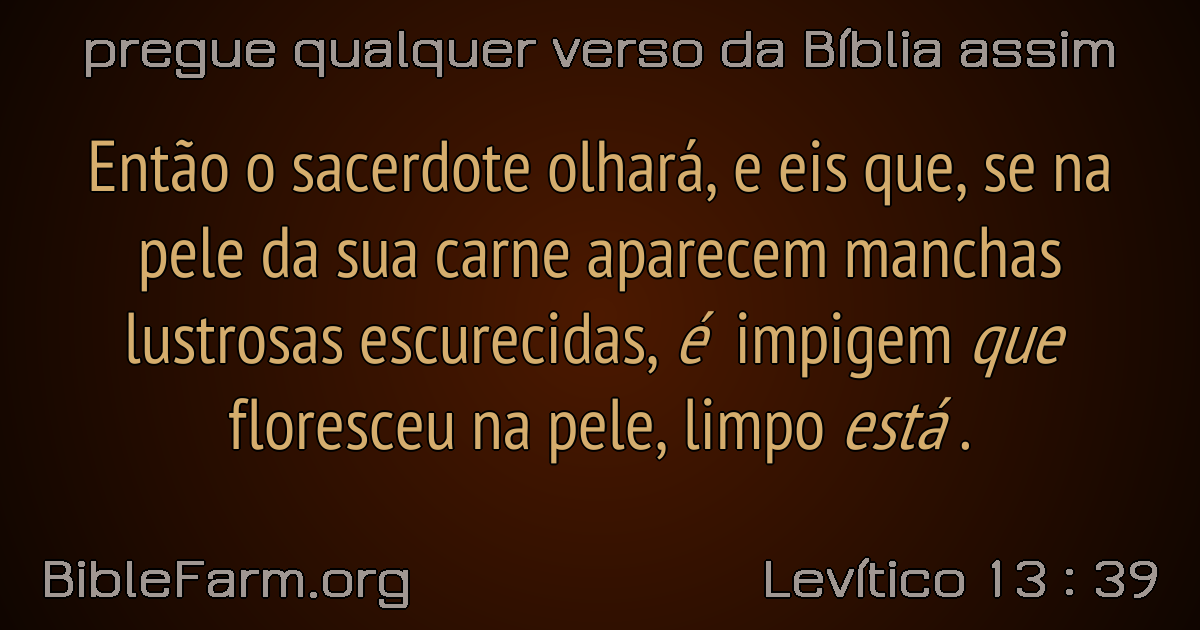 pregue qualquer verso da Bíblia assim
Então o sacerdote olhará, e eis que, se na
pele da sua carne aparecem manchas
lustrosas escurecidas, é impigem que
floresceu na pele, limpo está .
BibleFarm.org
Levítico 13 : 39